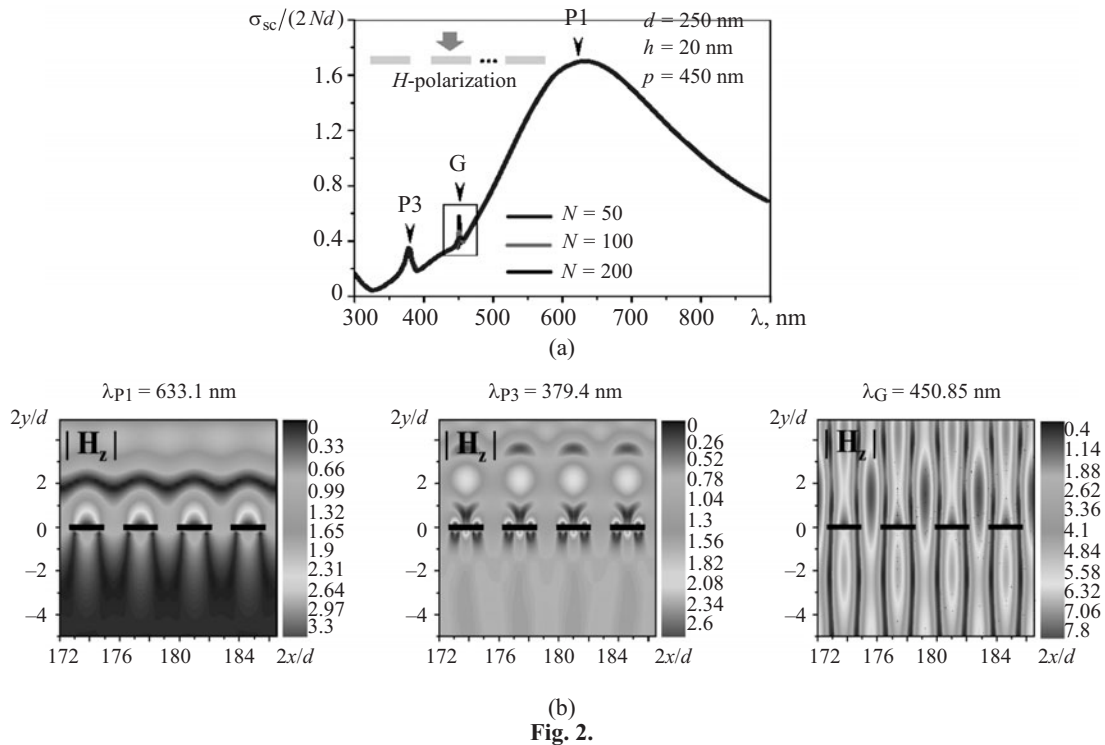 σsc/(2Nd)
P1
d = 250 nm
h = 20 nm
p = 450 nm
H-polarization
1.6
1.2
0.8
0.4
0
G
P3
N = 50
N = 100
N = 200
300 400 500 600 700 800 λ, nm
(a)
λP1 = 633.1 nm
2y/d
| Hz |
2
0
–2
–4
172 176 180 184 2x/d
0
0.33
0.66
0.99
1.32
1.65
1.9
2.31
2.64
2.97
3.3
λP3 = 379.4 nm
2y/d
| Hz |
2
0
–2
–4
172 176 180 184 2x/d
0
0.26
0.52
0.78
1.04
1.3
1.56
1.82
2.08
2.34
2.6
λG = 450.85 nm
2y/d
| Hz |
2
0
–2
–4
172 176 180 184 2x/d
0.4
1.14
1.88
2.62
3.36
4.1
4.84
5.58
6.32
7.06
7.8
(b)
Fig. 2.